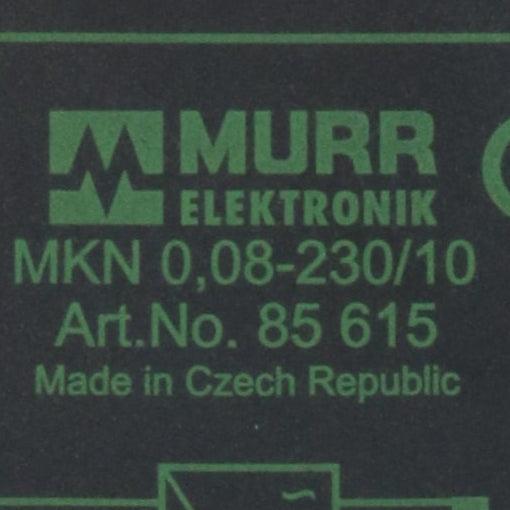 MURR
ELEKTRONIK
MKN 0,08-230/10
Art.No. 85 615
Made in Czech Republic